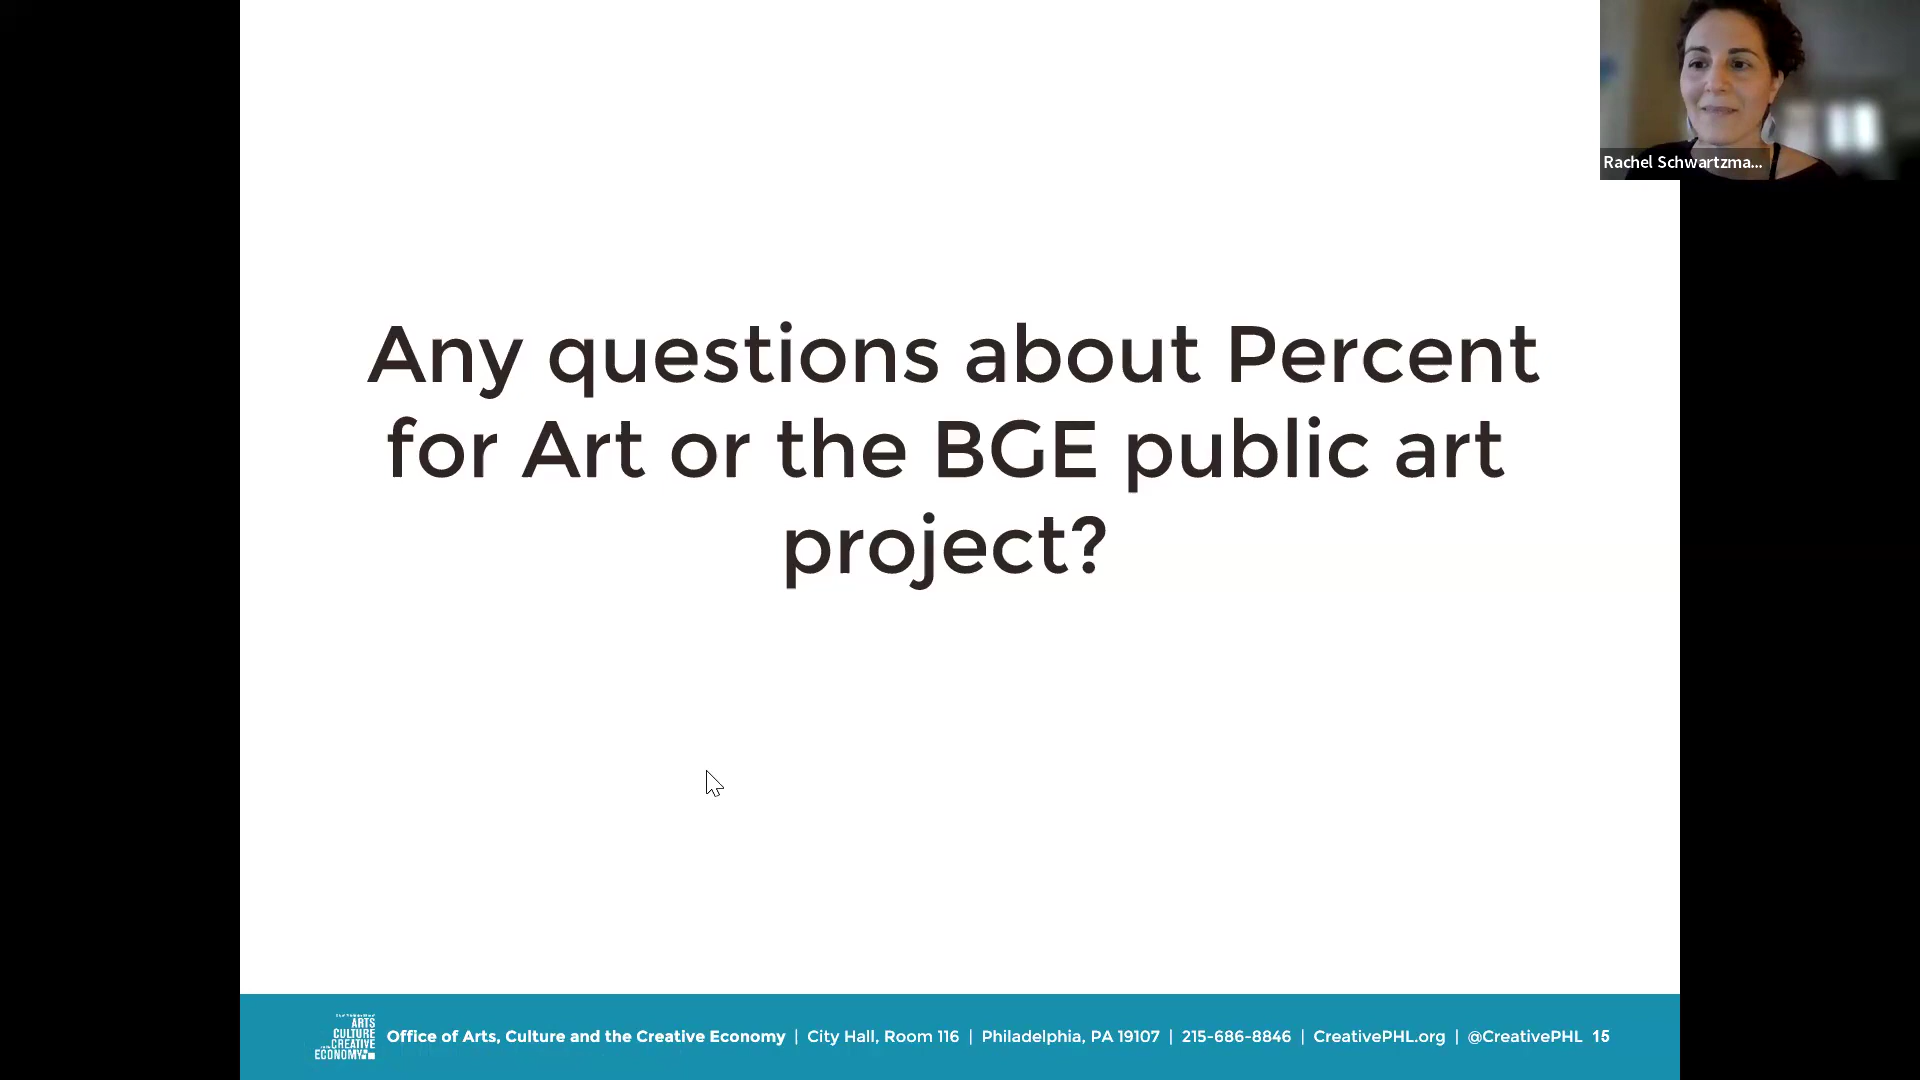 Rachel Schwartzma...
Any questions about Percent
for Art or the BGE public art
project?
ARTS
CULTURE
CREATIVE
ECONOMY
Office of Arts, Culture and the Creative Economy | City Hall, Room 116 | Philadelphia, PA 19107 | 215-686-8846 | CreativePHL.org | @CreativePHL 15